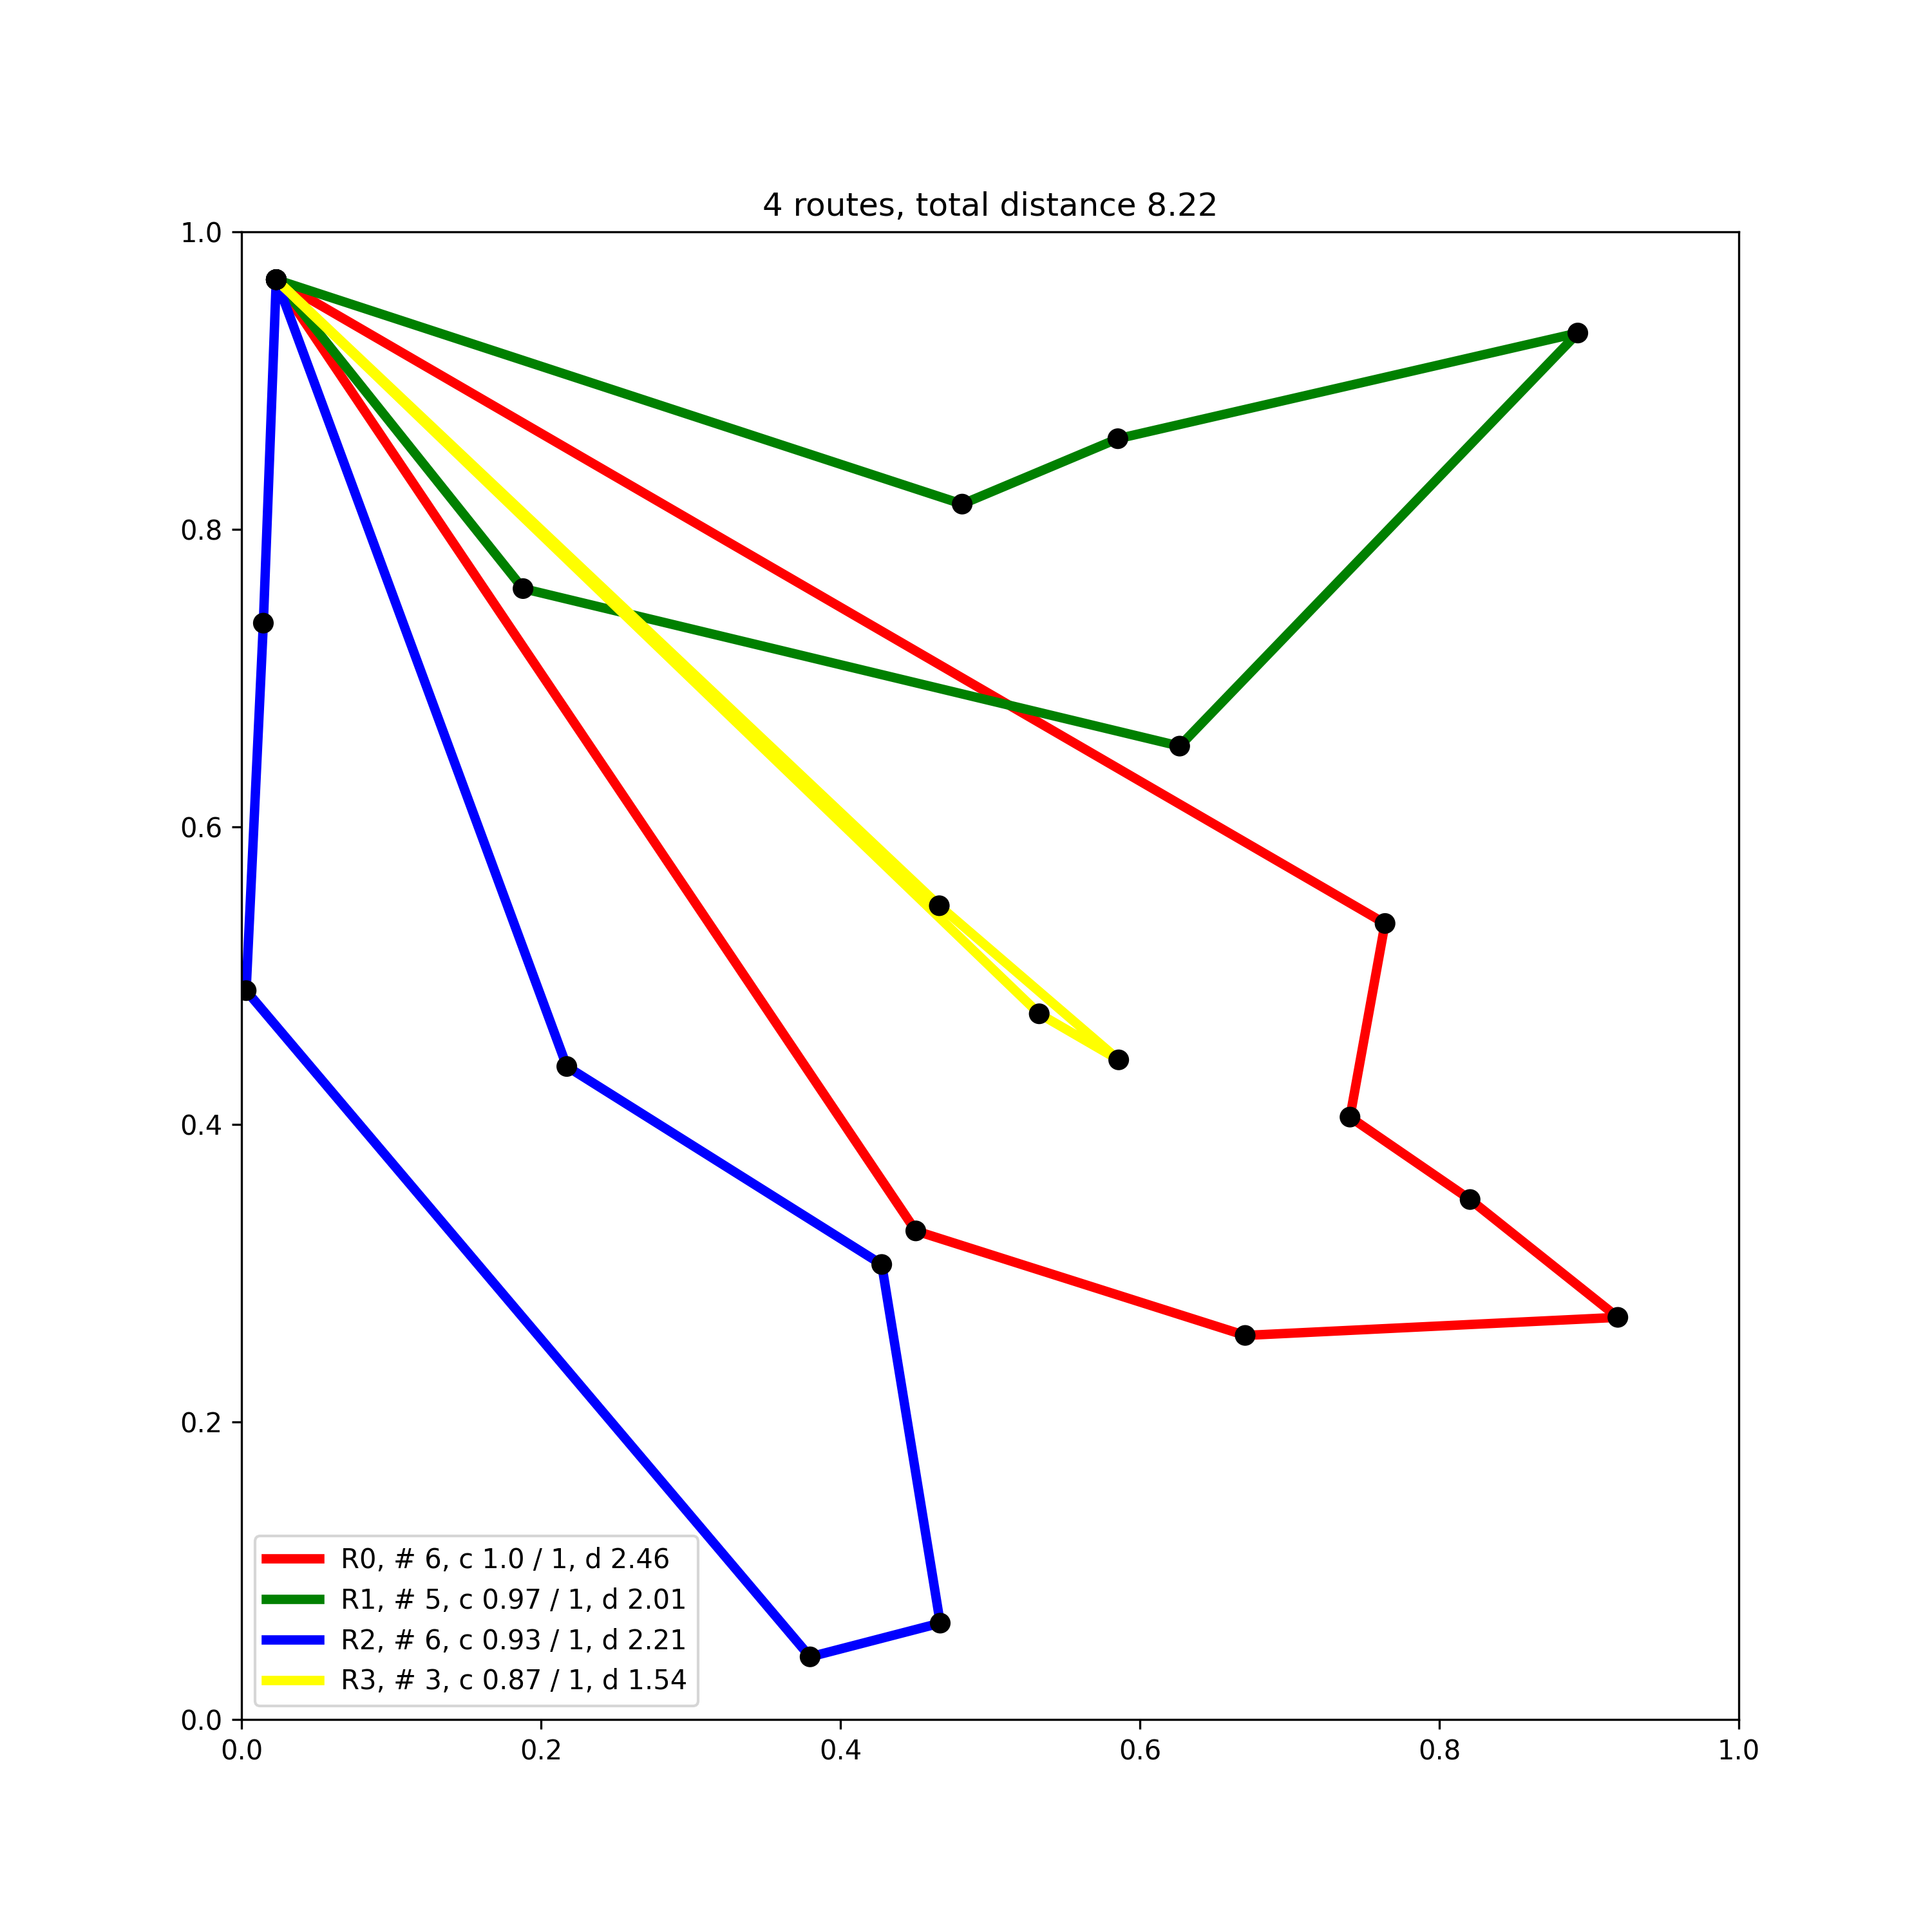 4 routes, total distance 8.22
1.0
0.8
0.6
0.4
0.2
0.0
R0, # 6, c 1.0 / 1, d 2.46
R1, # 5, c 0.97 / 1, d 2.01
R2, # 6, c 0.93 / 1, d 2.21
R3, # 3, c 0.87 / 1, d 1.54
0.0 0.2 0.4 0.6 0.8 1.0